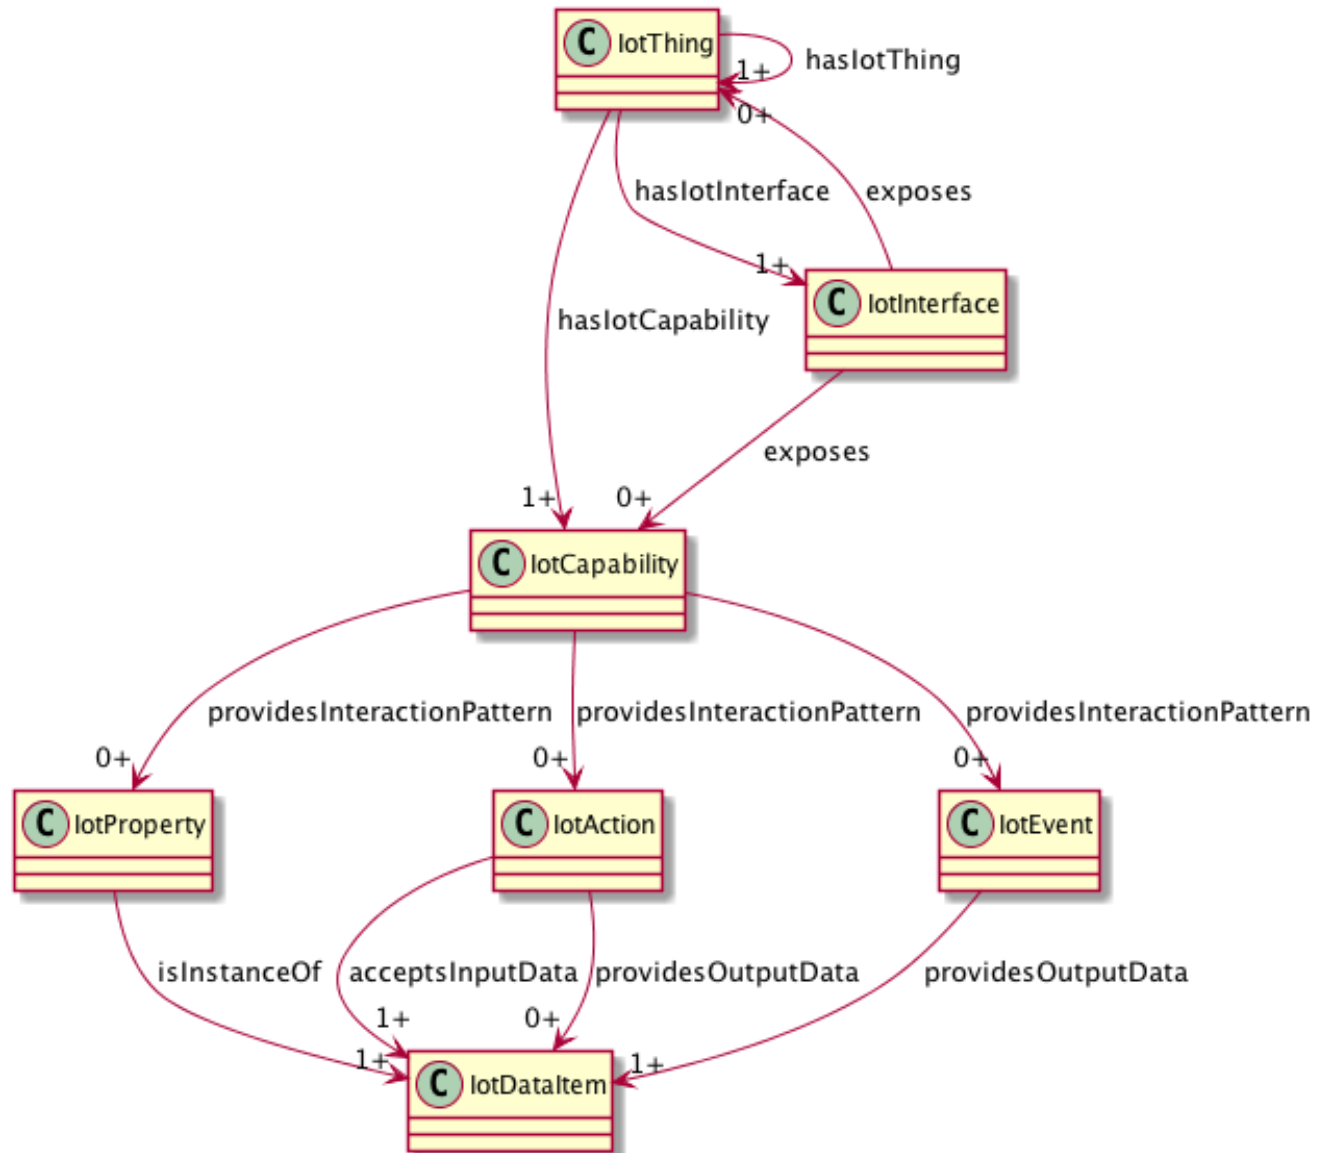 C IotThing
1+
hasIotThing
0+
hasIotInterface
exposes
1+
C IotInterface
hasIotCapability
exposes
1+
0+
C IotCapability
providesInteractionPattern
providesInteractionPattern
providesInteractionPattern
0+
0+
0+
C IotProperty
C IotAction
C IotEvent
isInstanceOf
acceptsInputData
providesOutputData
providesOutputData
1+
0+
1+
1+
C IotDataItem